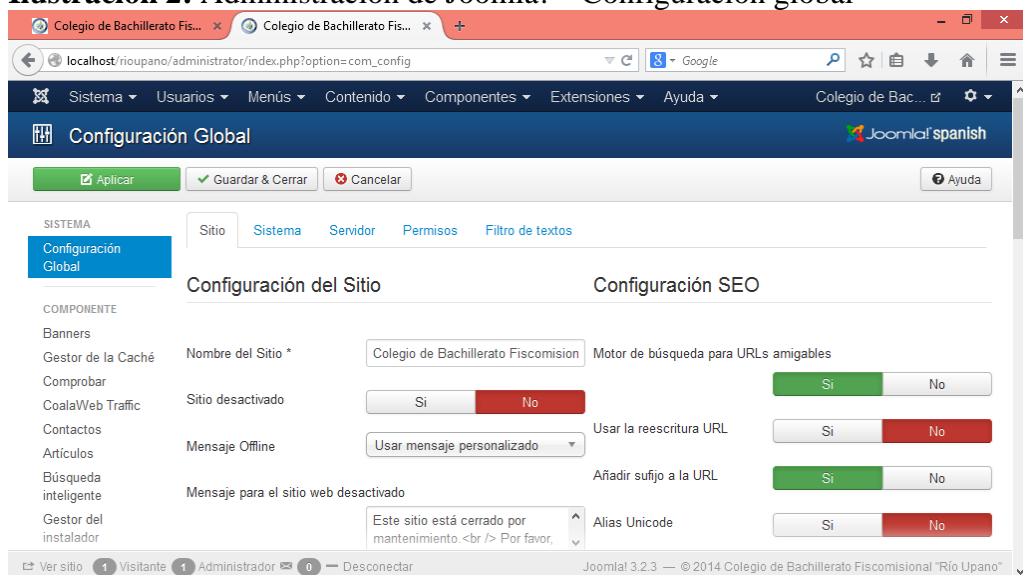 Ilustración 2: Administración de Joomla! – Configuración global
Colegio de Bachillerato Fis... × Colegio de Bachillerato Fis... × +
localhost/rioupano/administrator/index.php?option=com_config Google
Sistema Usuarios Menús Contenido Componentes Extensiones Ayuda Colegio de Bac...
Configuración Global Joomla! spanish
Aplicar Guardar & Cerrar Cancelar Ayuda
SISTEMA
Configuración
Global
COMPONENTE
Banners
Gestor de la Caché
Comprobar
CoalaWeb Traffic
Contactos
Artículos
Búsqueda
inteligente
Gestor del
instalador
Sitio Sistema Servidor Permisos Filtro de textos
Configuración del Sitio
Nombre del Sitio * Colegio de Bachillerato Fiscomision
Sitio desactivado Si No
Mensaje Offline Usar mensaje personalizado
Mensaje para el sitio web desactivado
Este sitio está cerrado por
mantenimiento.<br /> Por favor,
Configuración SEO
Motor de búsqueda para URLs amigables
Si No
Usar la reescritura URL Si No
Añadir sufijo a la URL Si No
Alias Unicode Si No
Ver sitio 1 Visitante 1 Administrador 0 Desconectar Joomla! 3.2.3 — © 2014 Colegio de Bachillerato Fiscomisional "Río Upano"